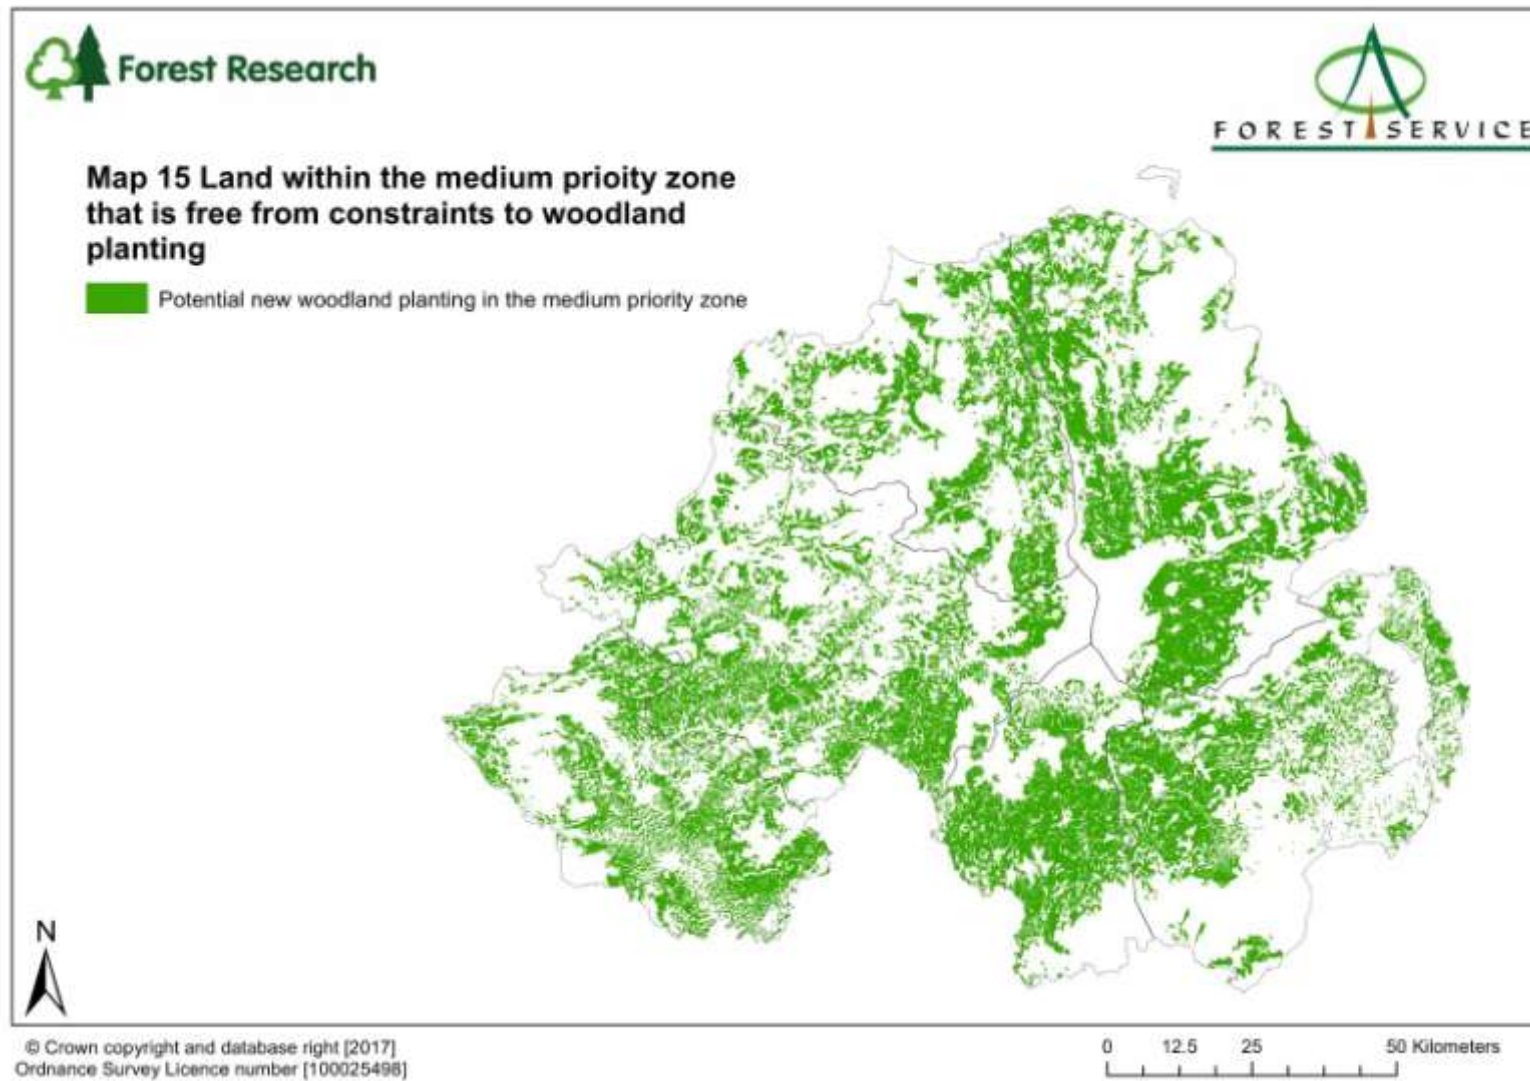 Forest Research
FOREST SERVICE
Map 15 Land within the medium prioity zone
that is free from constraints to woodland
planting
Potential new woodland planting in the medium priority zone
N
© Crown copyright and database right [2017]
Ordnance Survey Licence number [100025498]
0 12.5 25 50 Kilometers